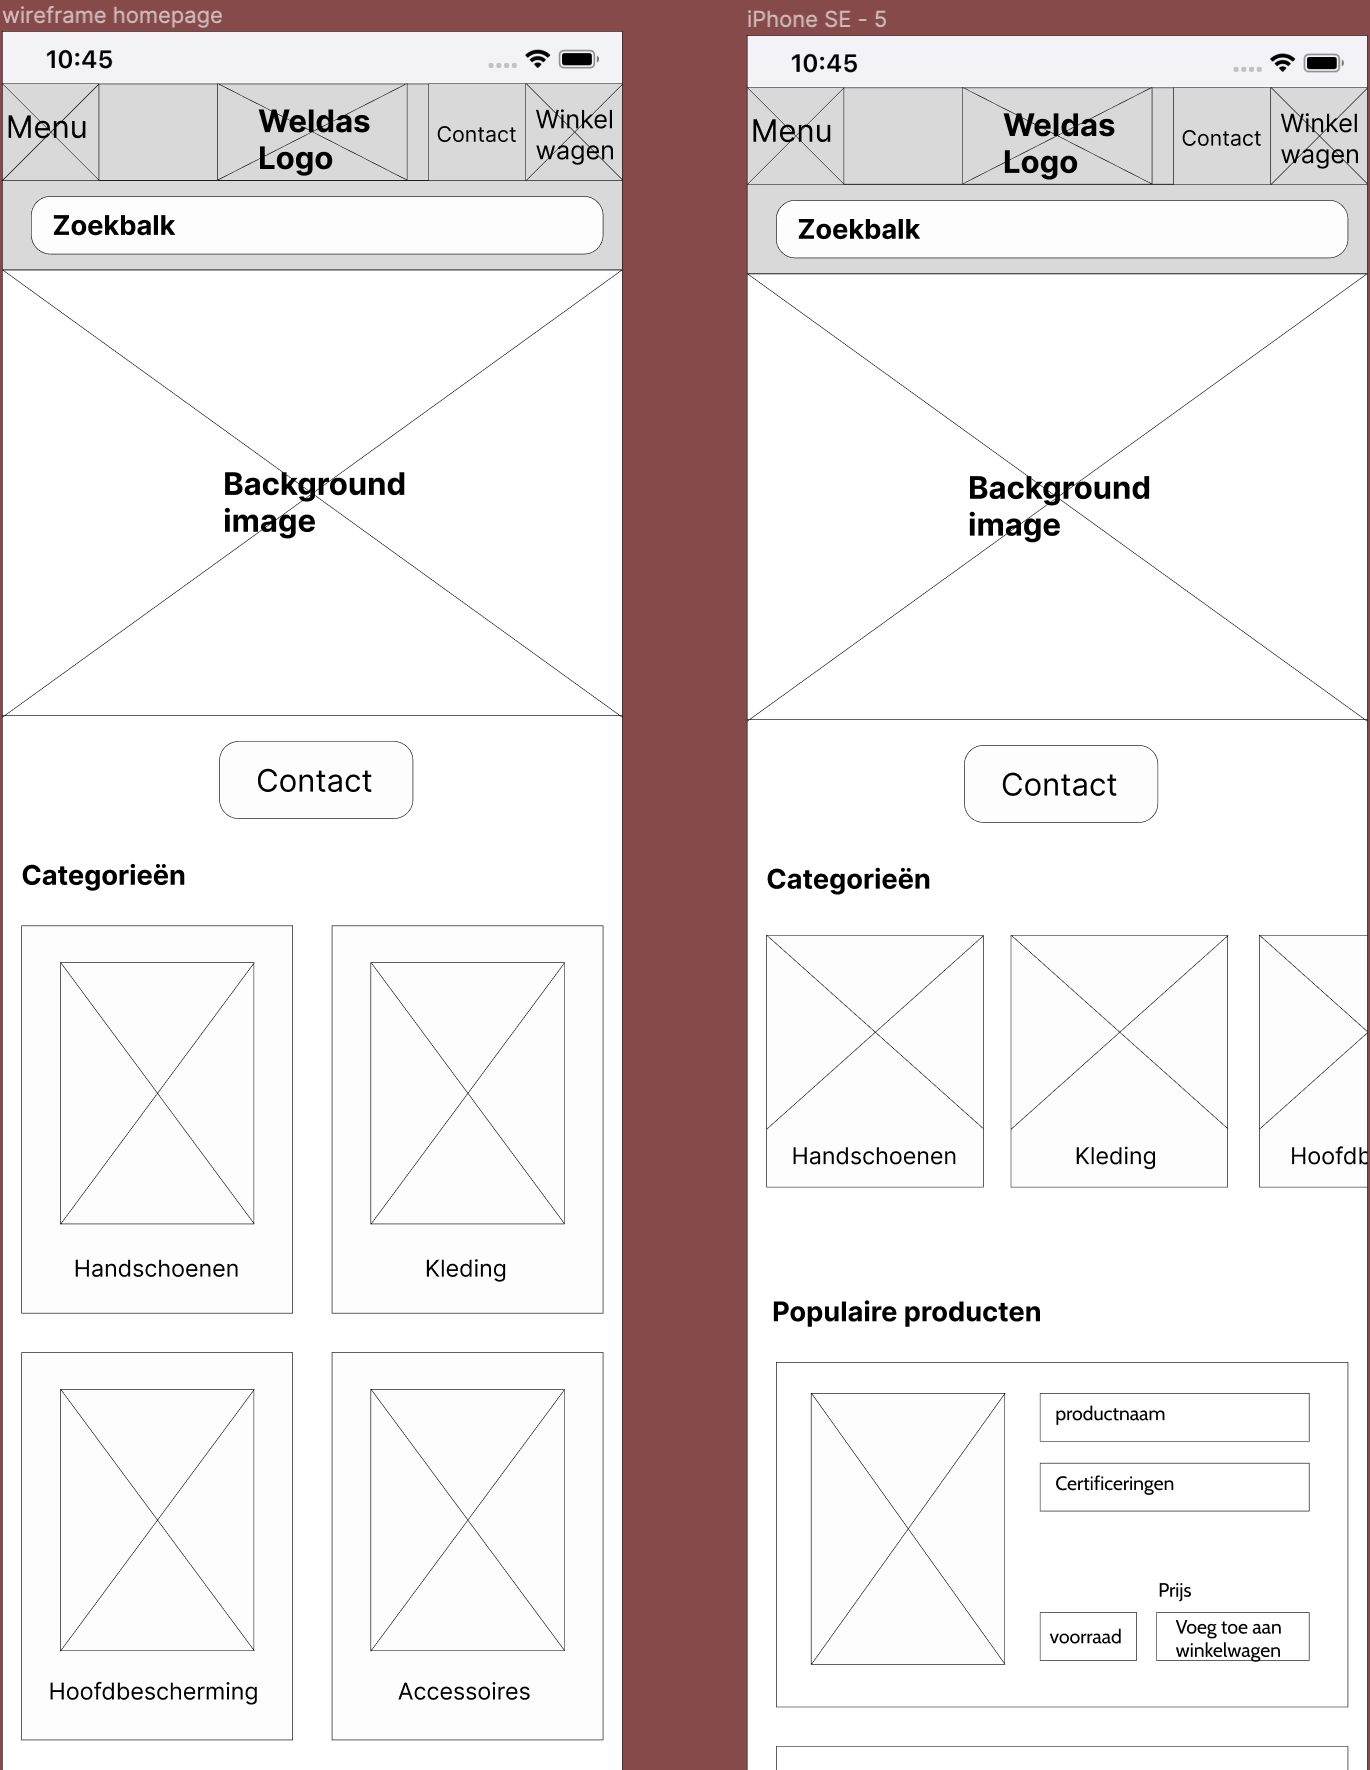 wireframe homepage
10:45
Menu
Weldas
Logo
Contact
Winkel
wagen
Zoekbalk
Background
image
Contact
Categorieën
Handschoenen
Kleding
Hoofdbescherming
Accessoires
iPhone SE - 5
10:45
Menu
Weldas
Logo
Contact
Winkel
wagen
Zoekbalk
Background
image
Contact
Categorieën
Handschoenen
Kleding
Hoofdb
Populaire producten
productnaam
Certificeringen
Prijs
voorraad
Voeg toe aan
winkelwagen